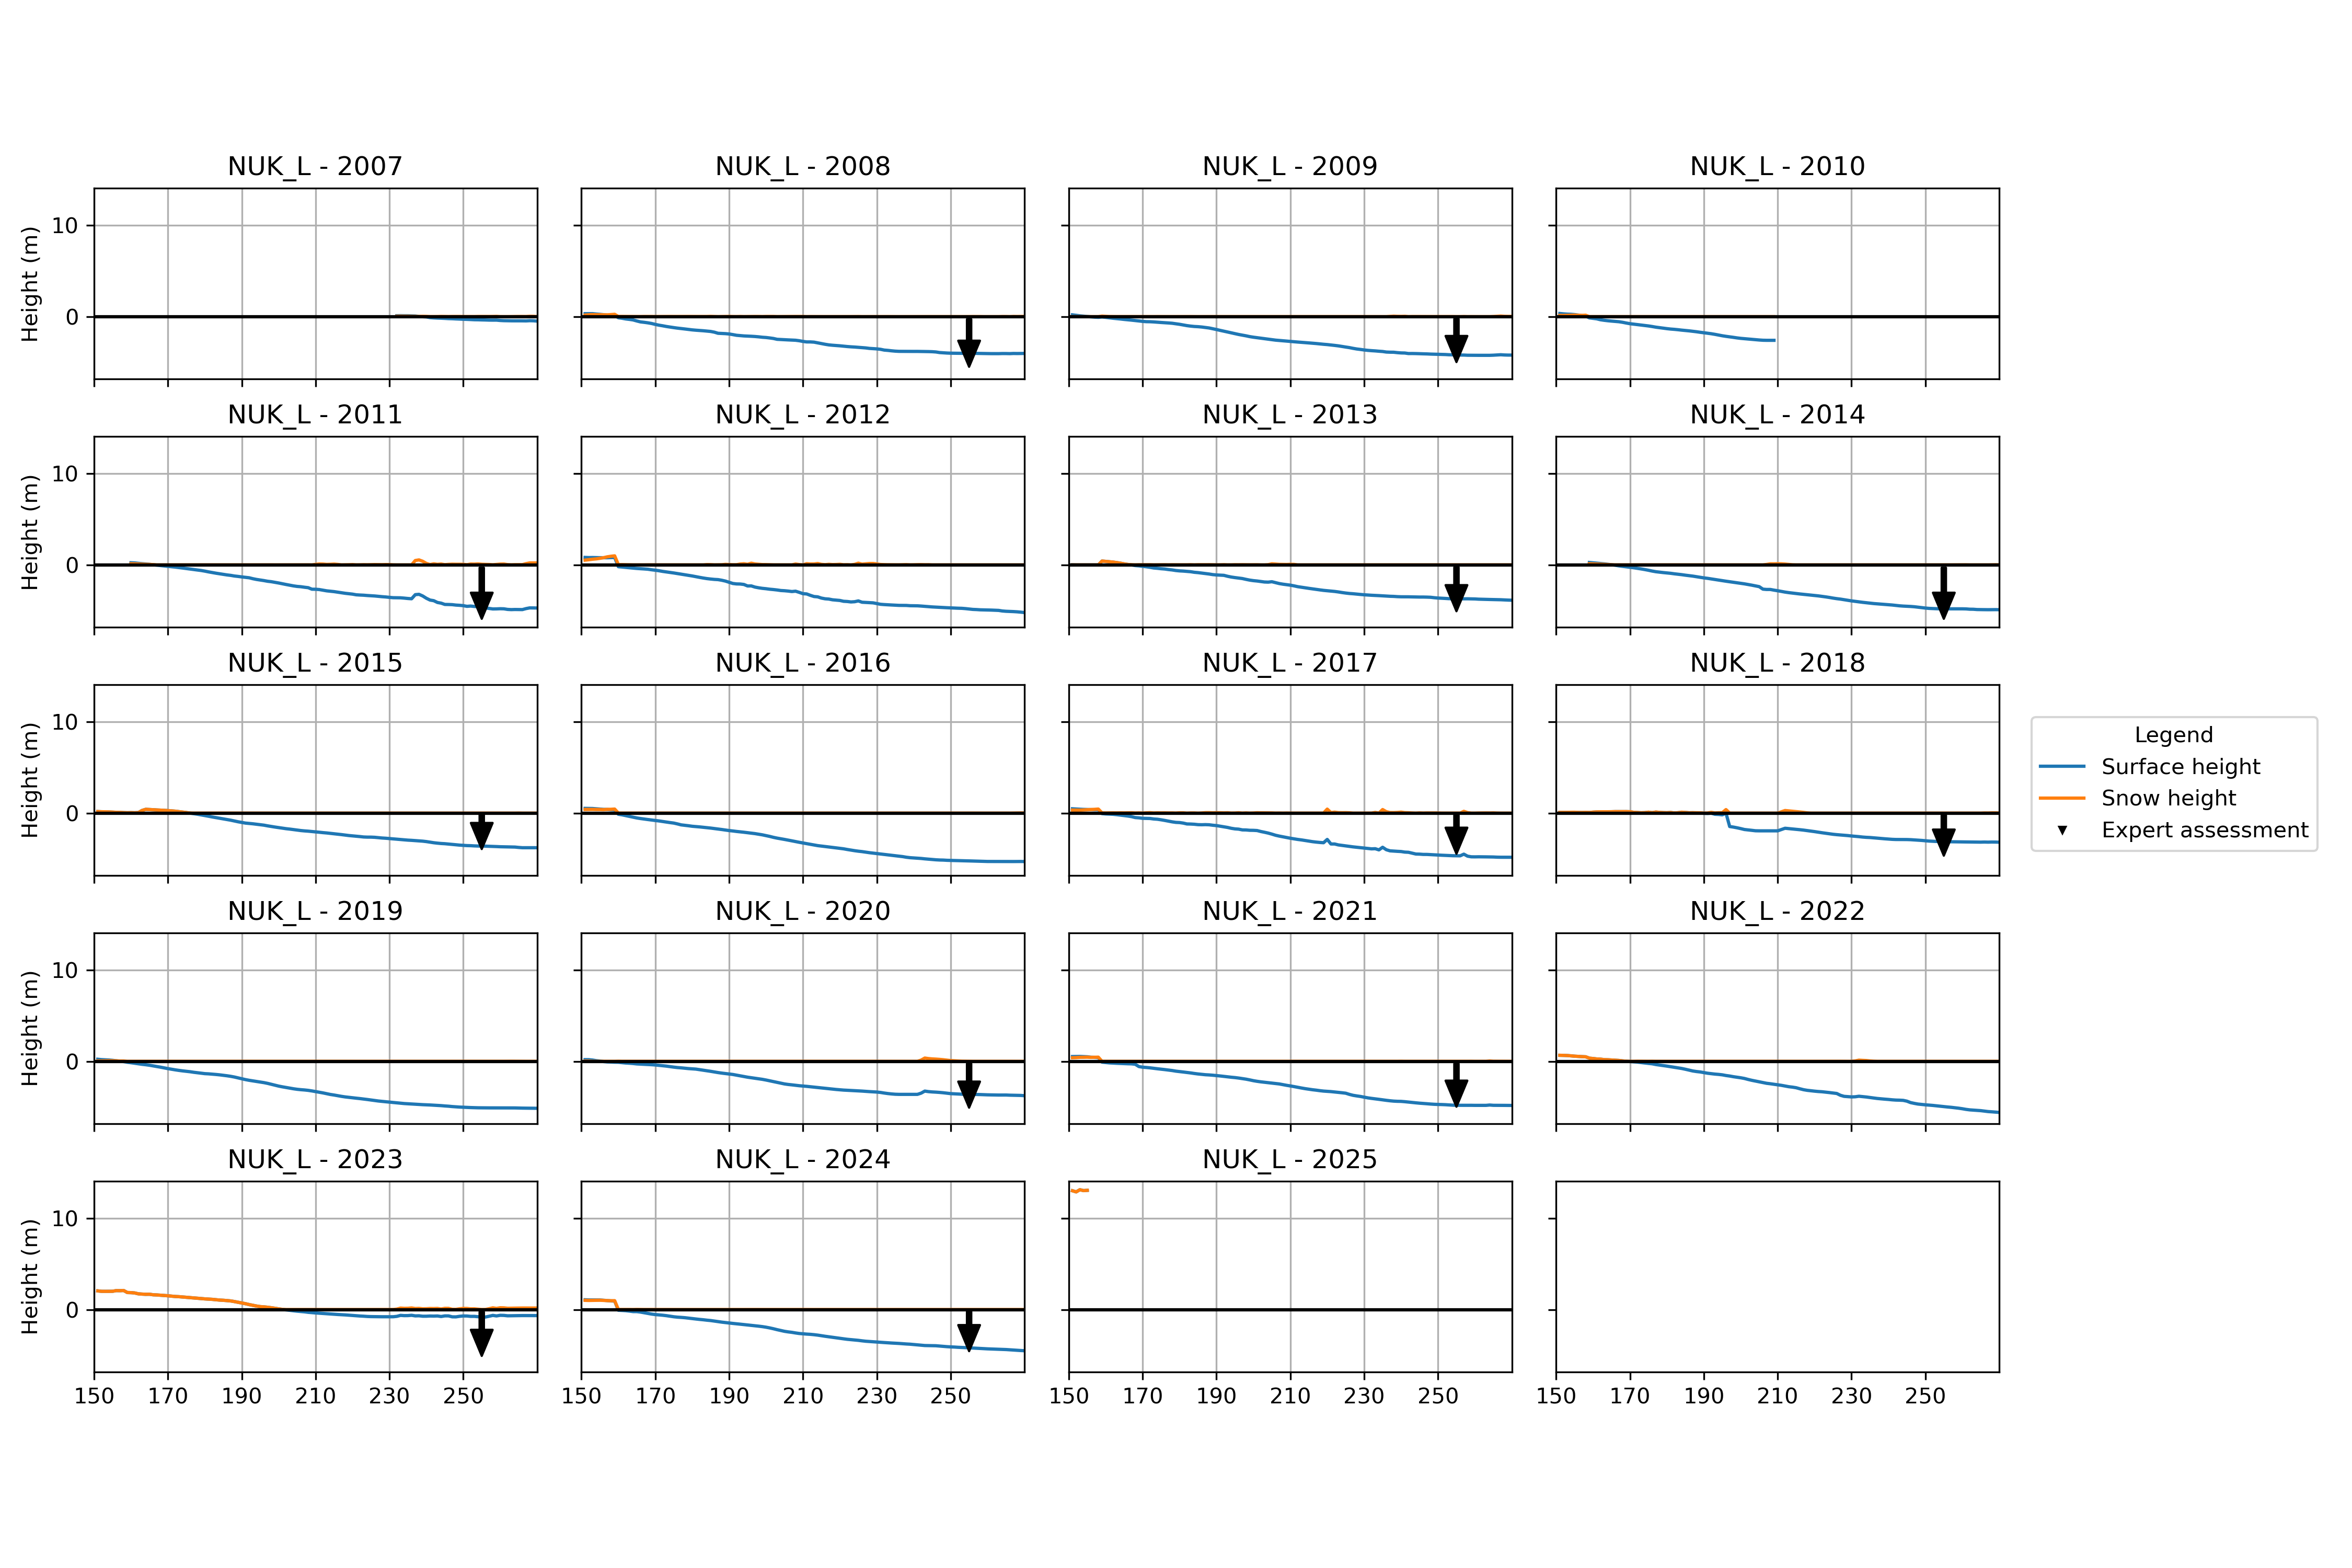 NUK_L - 2007
NUK_L - 2008
NUK_L - 2009
NUK_L - 2010
10
0
Height (m)
NUK_L - 2011
NUK_L - 2012
NUK_L - 2013
NUK_L - 2014
10
0
Height (m)
NUK_L - 2015
NUK_L - 2016
NUK_L - 2017
NUK_L - 2018
10
0
Height (m)
Legend
Surface height
Snow height
Expert assessment
NUK_L - 2019
NUK_L - 2020
NUK_L - 2021
NUK_L - 2022
10
0
Height (m)
NUK_L - 2023
NUK_L - 2024
NUK_L - 2025
10
0
Height (m)
150 170 190 210 230 250
150 170 190 210 230 250
150 170 190 210 230 250
150 170 190 210 230 250